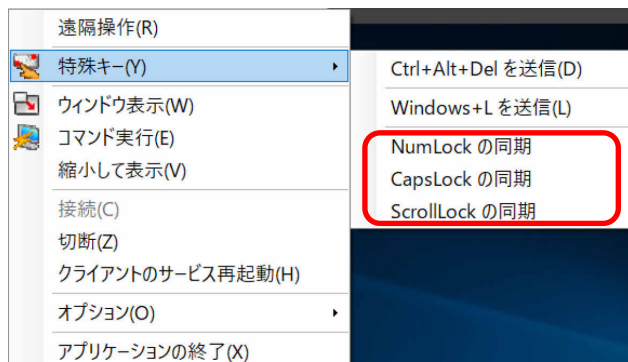 遠隔操作(R)
特殊キー(Y)
ウィンドウ表示(W)
コマンド実行(E)
縮小して表示(V)
接続(C)
切断(Z)
クライアントのサービス再起動(H)
オプション(O)
アプリケーションの終了(X)
Ctrl+Alt+Del を送信(D)
Windows+L を送信(L)
NumLock の同期
CapsLock の同期
ScrollLock の同期